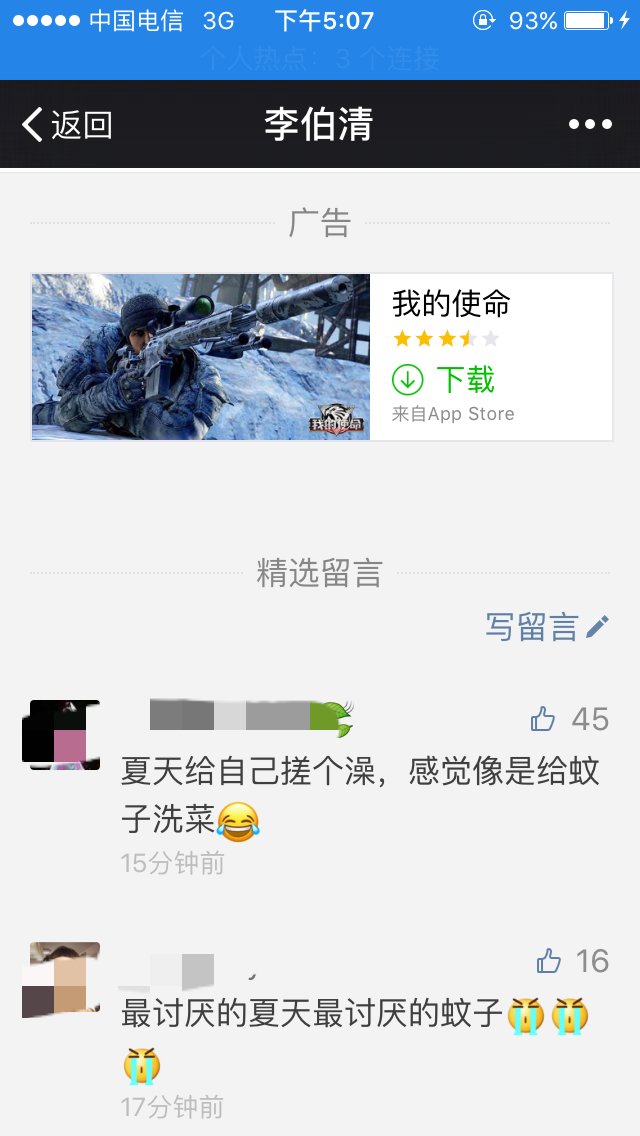 中国电信 3G 下午5:07 93%
个人热点：3 个连接
返回 李伯清
广告
我的使命
我的使命
下载
来自App Store
精选留言
写留言
45
夏天给自己搓个澡，感觉像是给蚊
子洗菜😂
15分钟前
16
最讨厌的夏天最讨厌的蚊子😭😭
😭
17分钟前